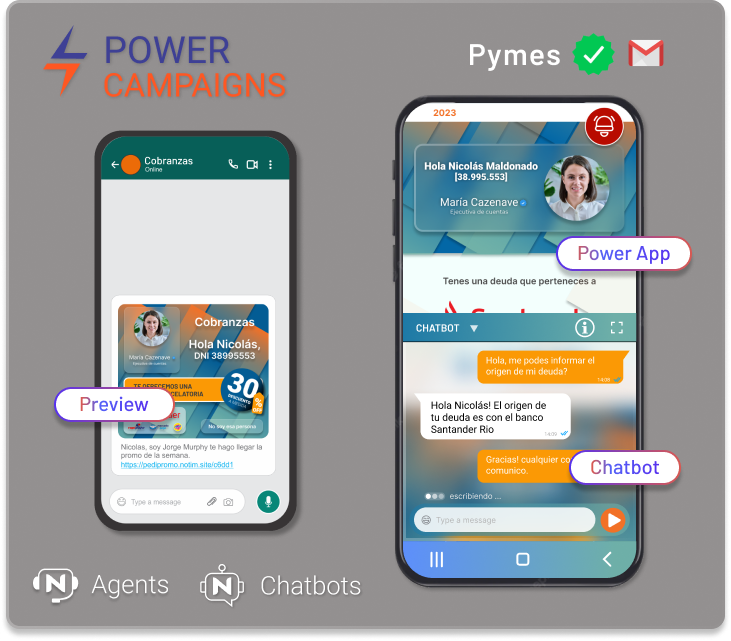 POWER
CAMPAIGNS
Pymes
Cobranzas
Online
Cobranzas
Hola Nicolás,
DNI 38995553
María Cazenave
Ejecutiva de cuentas
TE OFRECEMOS UNA
CELATORIA
30
DESCUENTO
% OFF
No soy esa persona
Preview
Nicolas, soy Jorge Murphy te hago llegar la
promo de la semana.
https://pedipromo.notim.site/c6dd1
Type a message
2023
Hola Nicolás Maldonado
[38.995.553]
María Cazenave
Ejecutiva de cuentas
Power App
Tenes una deuda que perteneces a
CHATBOT
Hola, me podes informar el
origen de mi deuda?
14:08
Hola Nicolás! El origen de
tu deuda es con el banco
Santander Rio
14:09
Gracias! cualquier co
comunico.
Chatbot
escribiendo ...
Type a message
N Agents
N Chatbots